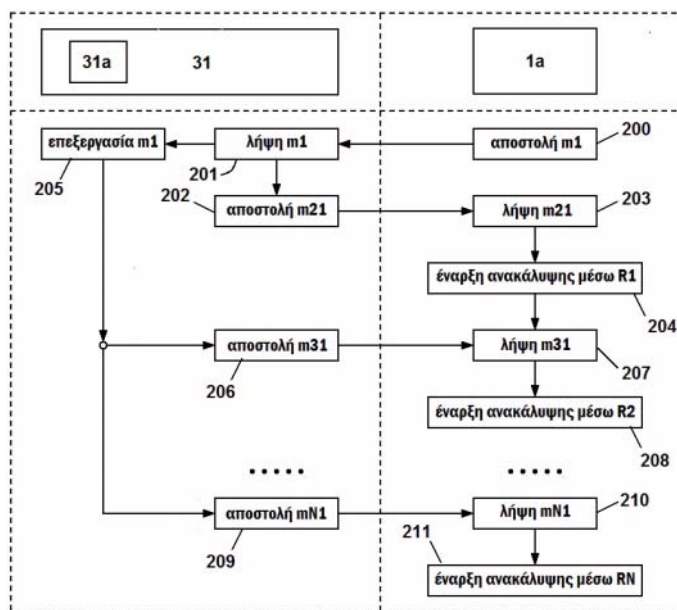 31a
31
1a
επεξεργασία m1
λήψη m1
αποστολή m1
200
205
201
202
αποστολή m21
λήψη m21
203
έναρξη ανακάλυψης μέσω R1
204
αποστολή m31
λήψη m31
206
207
έναρξη ανακάλυψης μέσω R2
208
αποστολή mN1
λήψη mN1
210
209
211
έναρξη ανακάλυψης μέσω RN